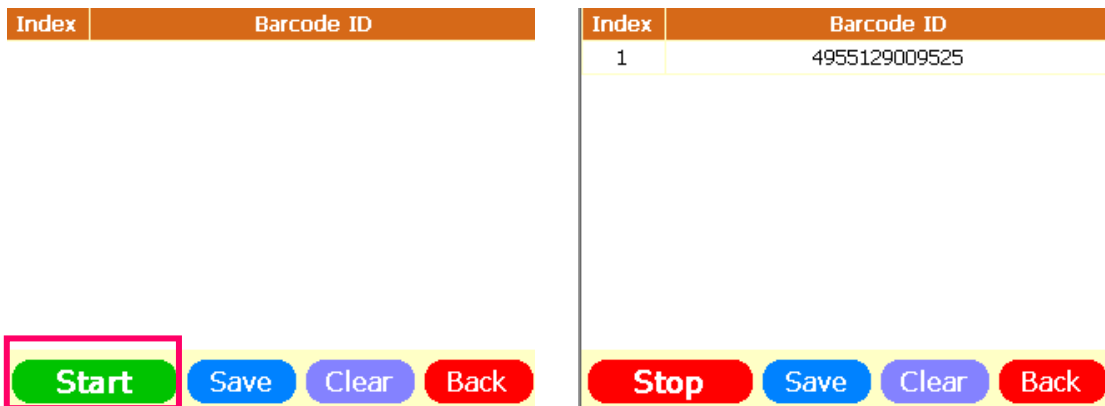 Index Barcode ID
Start Save Clear Back
Index Barcode ID
1 4955129009525
Stop Save Clear Back